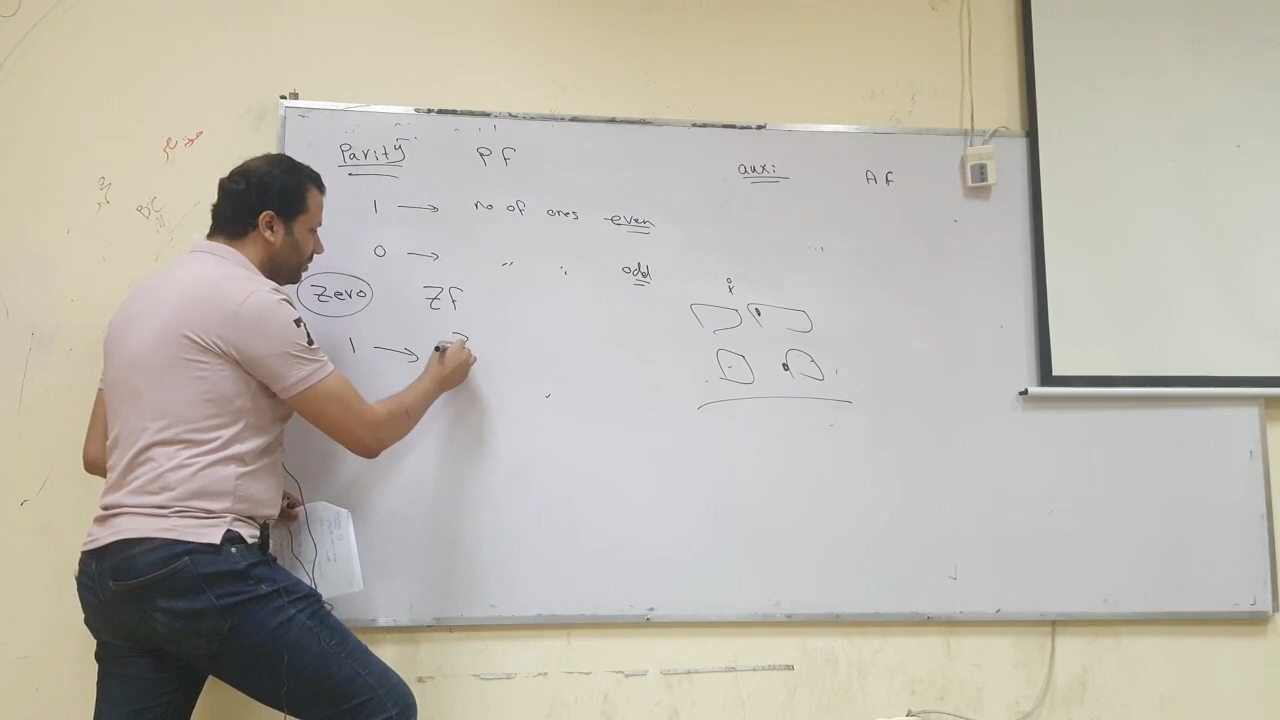 Parity PF
1 → no of ones even
0 → " " odd
Zero ZF
1 →
auxi AF